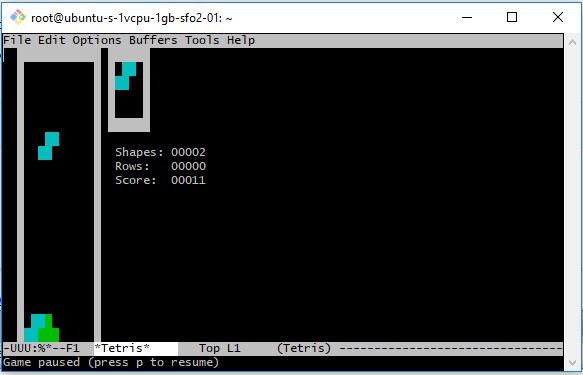 root@ubuntu-s-1vcpu-1gb-sfo2-01: ~
File Edit Options Buffers Tools Help
Shapes: 00002
Rows:   00000
Score:  00011
-UUU:%*--F1  *Tetris*       Top L1     (Tetris) --------------------------------
Game paused (press p to resume)